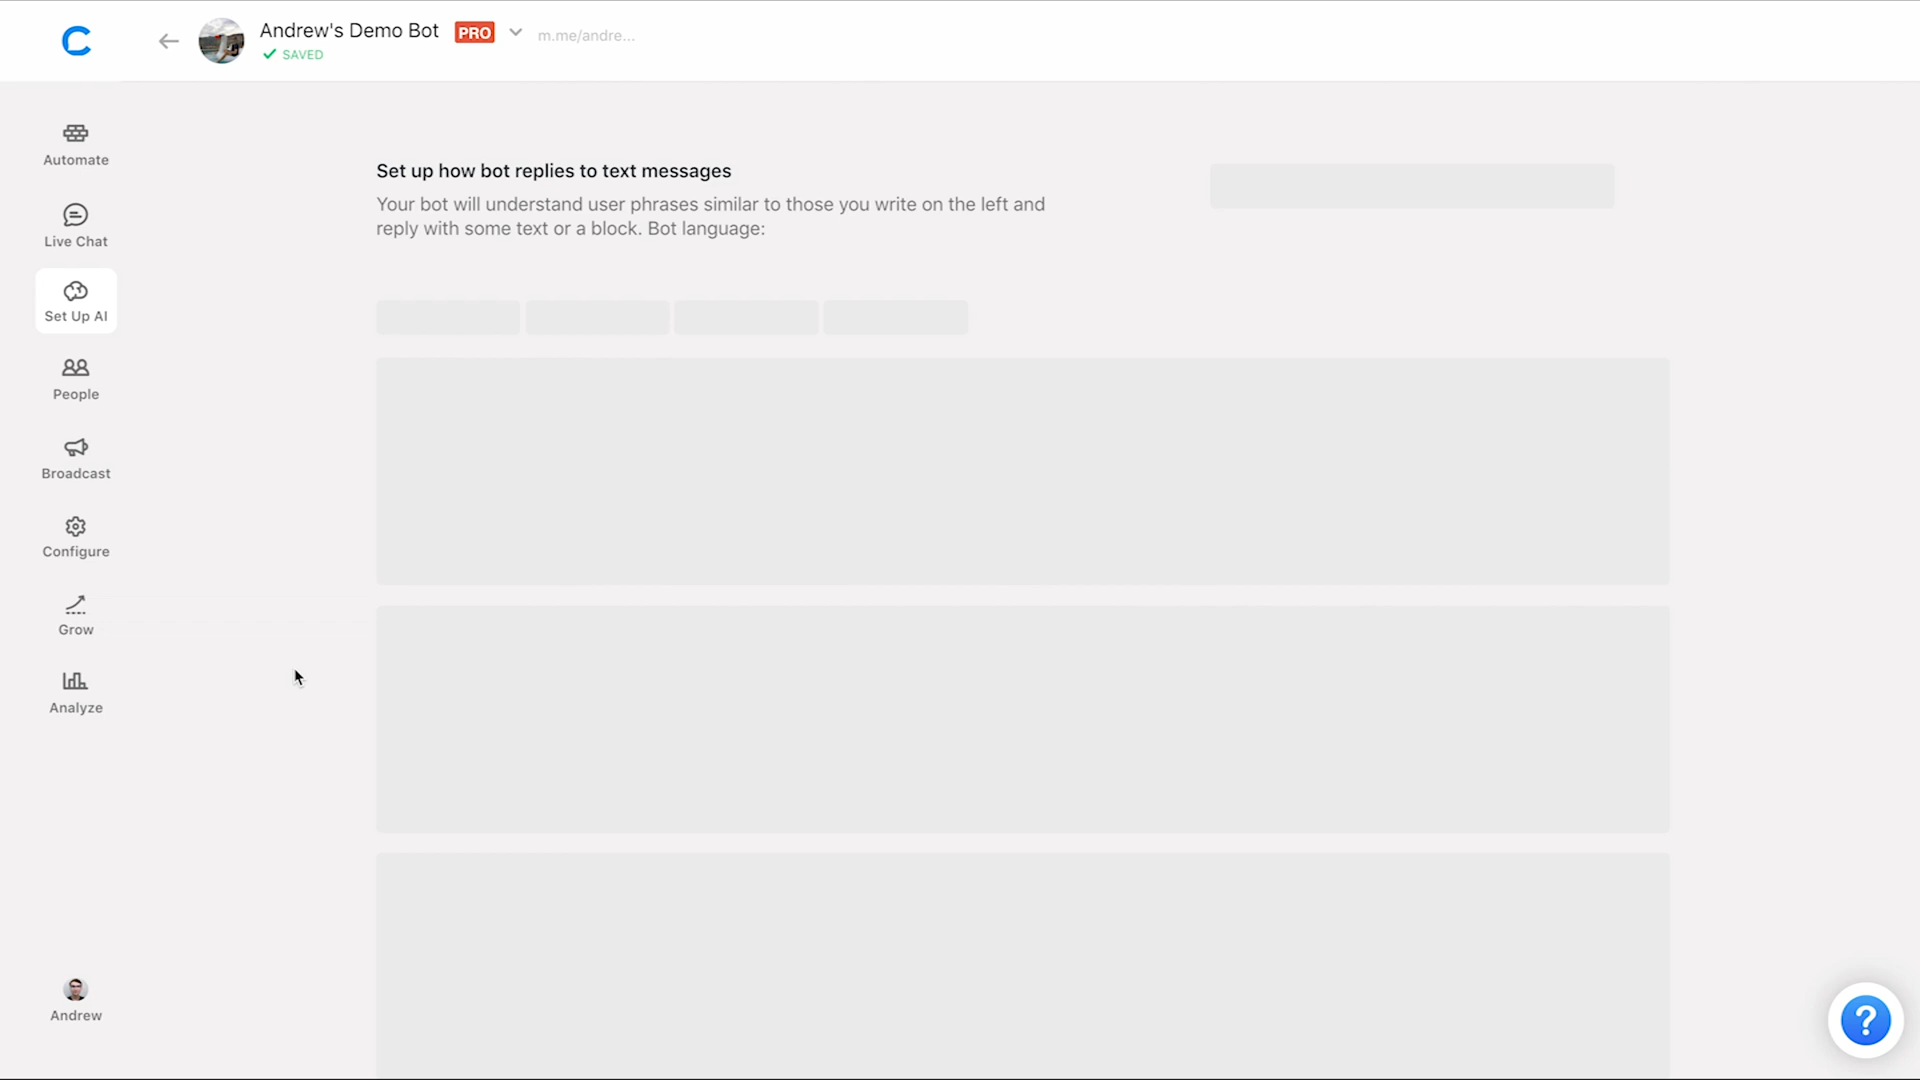 Andrew's Demo Bot PRO m.me/andre...
SAVED
Automate
Live Chat
Set Up AI
People
Broadcast
Configure
Grow
Analyze
Andrew
Set up how bot replies to text messages
Your bot will understand user phrases similar to those you write on the left and
reply with some text or a block. Bot language:
?